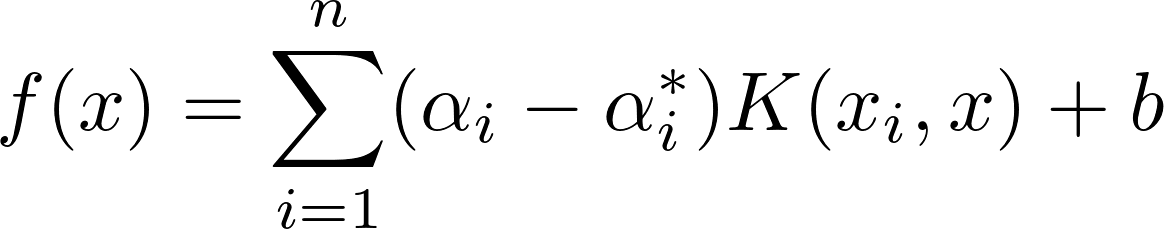 f(x) = \sum_{i=1}^{n} (\alpha_i - \alpha_i^*) K(x_i, x) + b